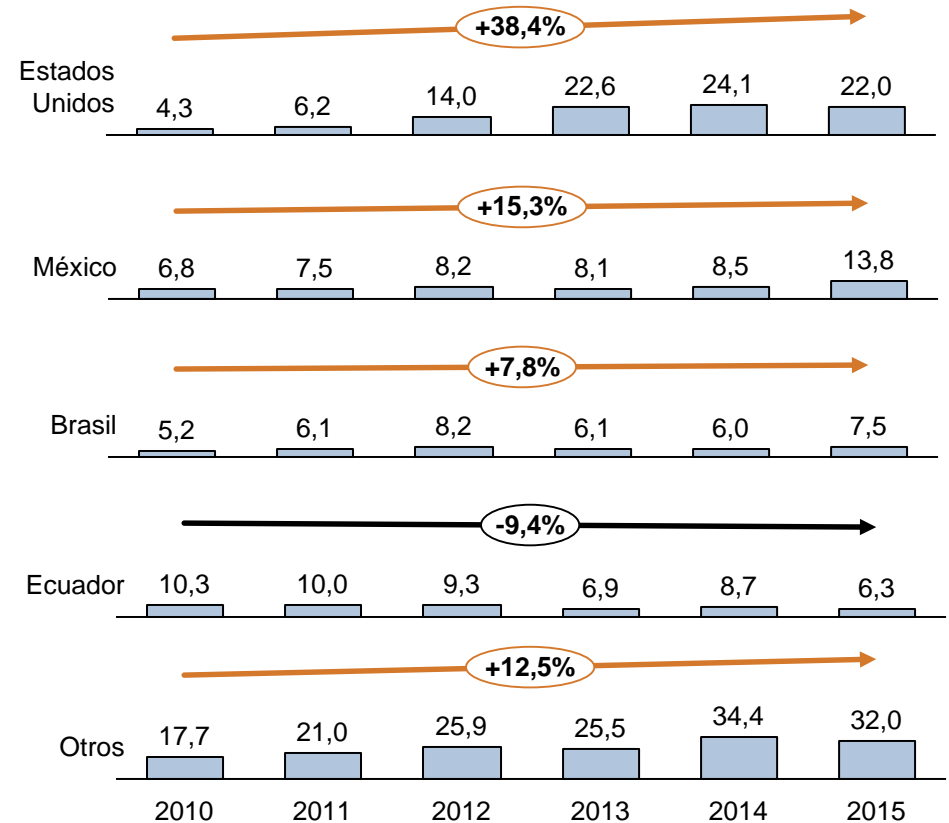 +38,4%
Estados
Unidos
4,3 6,2 14,0 22,6 24,1 22,0
+15,3%
México
6,8 7,5 8,2 8,1 8,5 13,8
+7,8%
Brasil
5,2 6,1 8,2 6,1 6,0 7,5
-9,4%
Ecuador
10,3 10,0 9,3 6,9 8,7 6,3
+12,5%
Otros
17,7 21,0 25,9 25,5 34,4 32,0
2010 2011 2012 2013 2014 2015